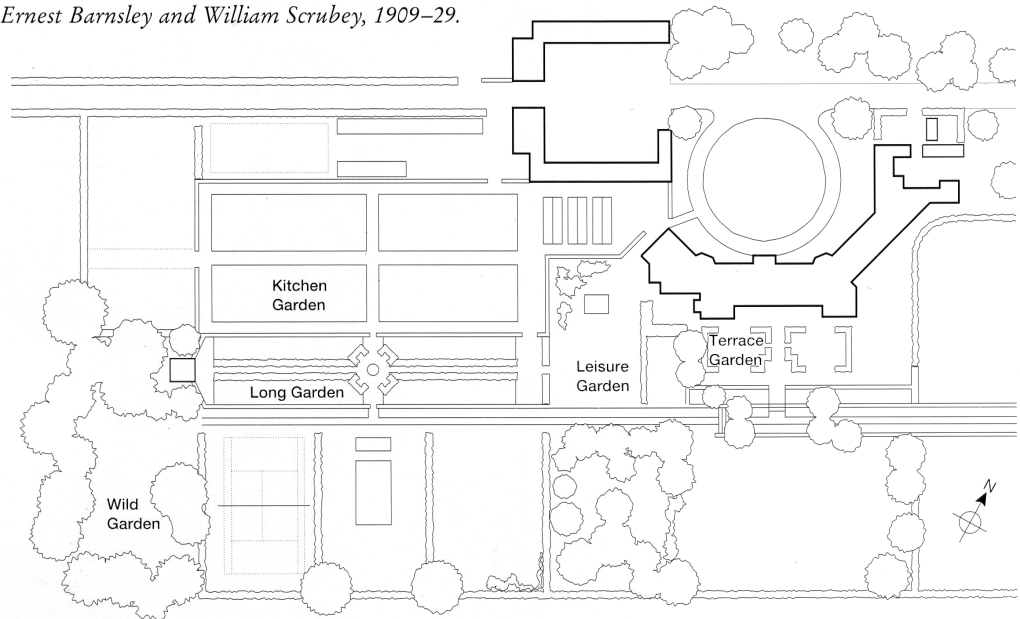 Ernest Barnsley and William Scrubey, 1909–29.
Kitchen
Garden
Long Garden
Leisure
Garden
Terrace
Garden
Wild
Garden
N